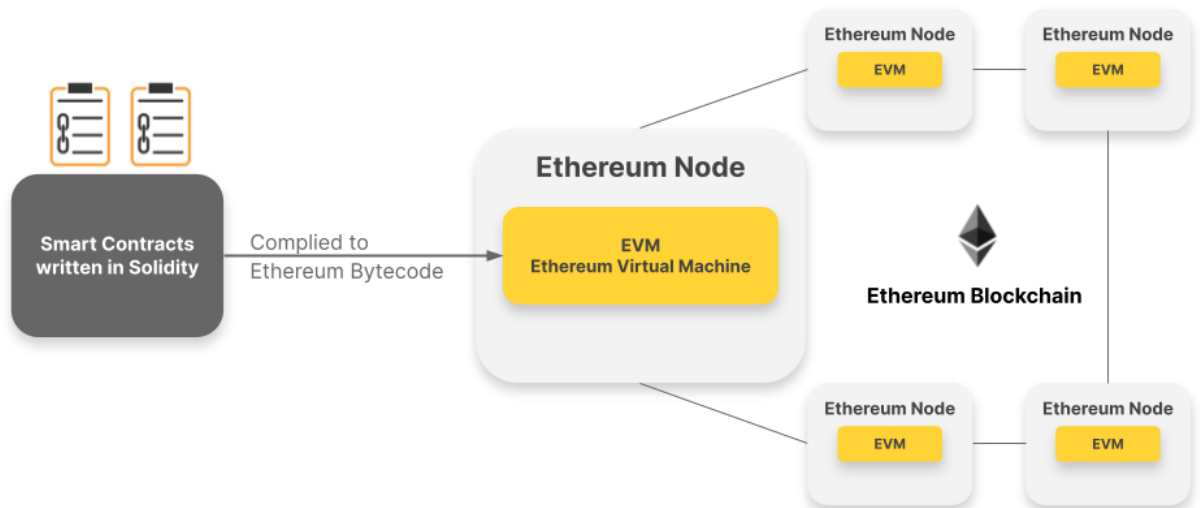 Ethereum Node
EVM
Ethereum Node
EVM
Smart Contracts
written in Solidity
Complied to
Ethereum Bytecode
Ethereum Node
EVM
Ethereum Virtual Machine
Ethereum Blockchain
Ethereum Node
EVM
Ethereum Node
EVM